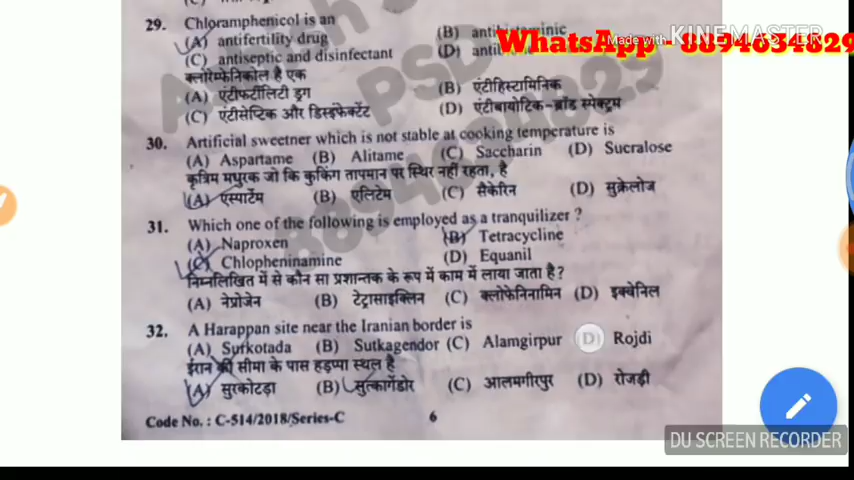 29. Chloramphenicol is an
(A) antifertility drug
(B) antihistaminic
(C) antiseptic and disinfectant
(D)
क्लोरेम्फेनिकोल है एक
(A) एंटीफर्टीलिटी ड्रग
(B) एंटीहिस्टामिनिक
(C) एंटीसेप्टिक और डिस्इंफेक्टेंट
(D) एंटीबायोटिक-ब्रॉड स्पेक्ट्रम
30. Artificial sweetner which is not stable at cooking temperature is
(A) Aspartame (B) Alitame (C) Saccharin (D) Sucralose
कृत्रिम मधुरक जो कि कुकिंग तापमान पर स्थिर नहीं रहता, है
(A) एस्पार्टेम (B) एलिटेम (C) सैकेरिन (D) सुक्रेलोज
31. Which one of the following is employed as a tranquilizer ?
(A) Naproxen (B) Tetracycline
(C) Chlopheninamine (D) Equanil
निम्नलिखित में से कौन सा प्रशान्तक के रूप में काम में लाया जाता है?
(A) नेप्रोजेन (B) टेट्रासाइक्लिन (C) क्लोफेनिनामिन (D) इक्वेनिल
32. A Harappan site near the Iranian border is
(A) Surkotada (B) Sutkagendor (C) Alamgirpur (D) Rojdi
ईरान की सीमा के पास हड़प्पा स्थल है
(A) सुरकोटड़ा (B) सुत्कागेंडोर (C) आलमगीरपुर (D) रोजड़ी
Code No. : C-514/2018/Series-C 6
WhatsApp - 8894634829
Made with KINEMASTER
PSD
8894634829
DU SCREEN RECORDER